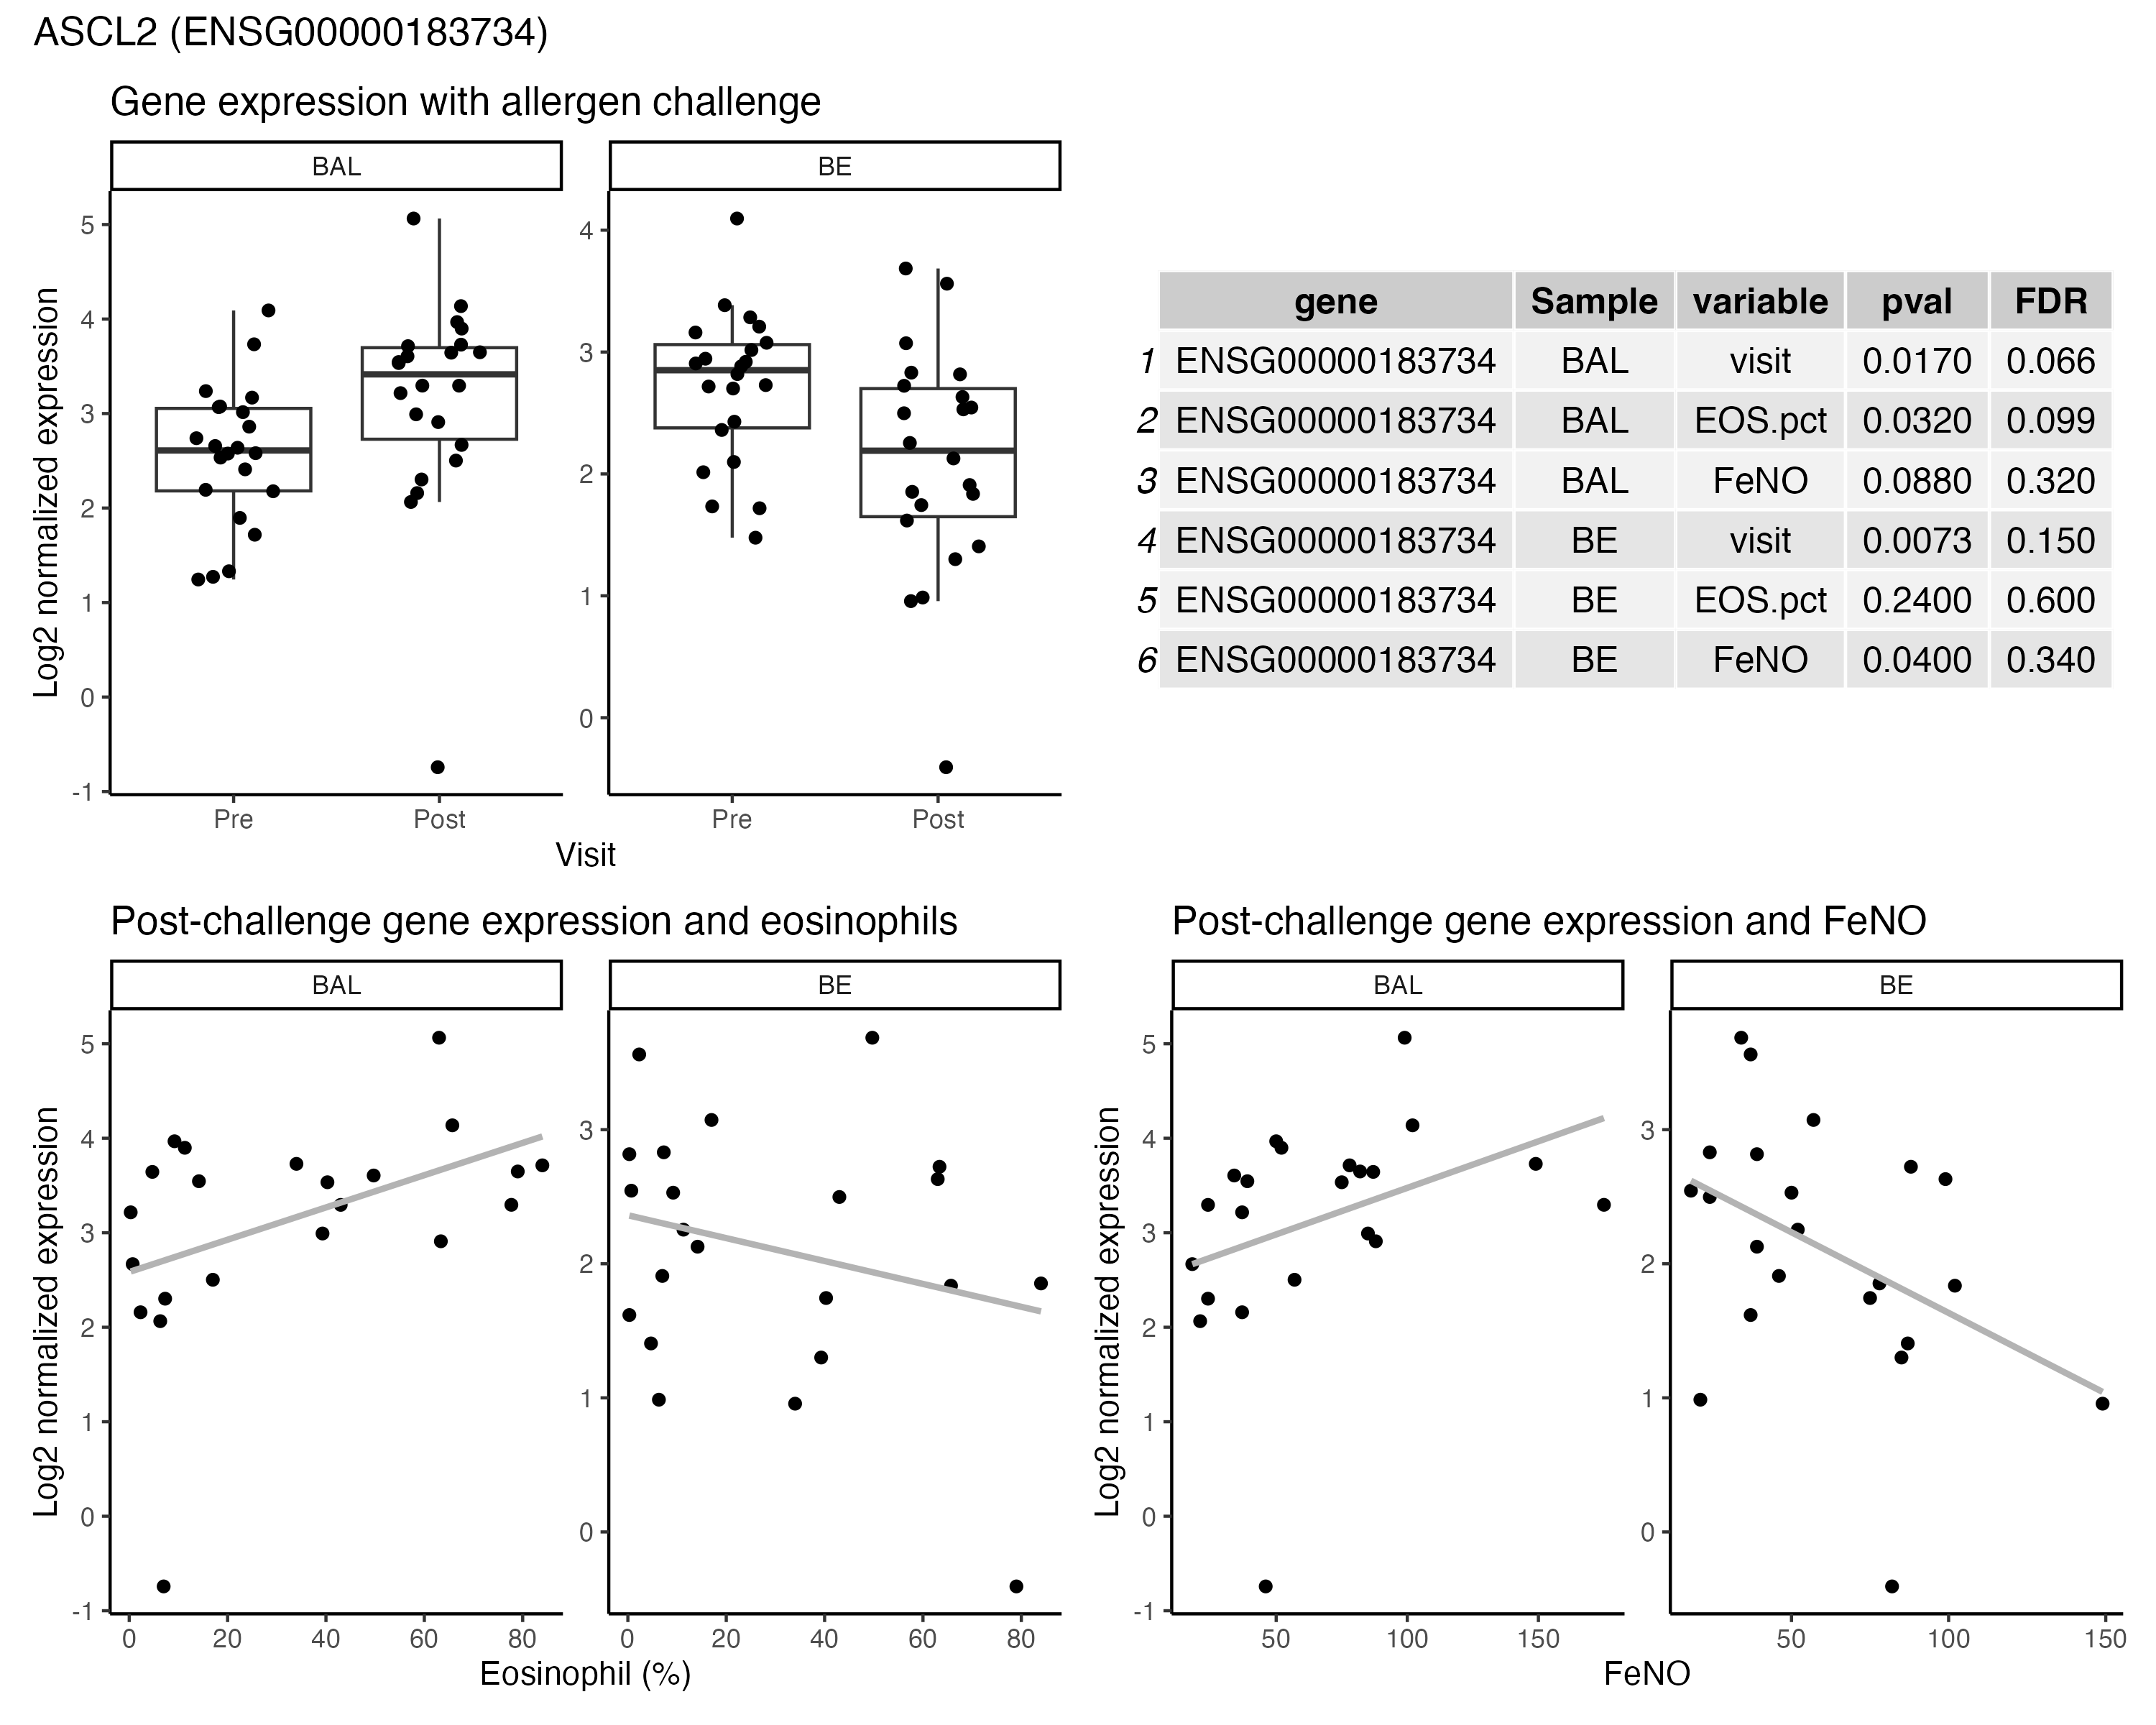 ASCL2 (ENSG00000183734)
Gene expression with allergen challenge
BAL BE
Log2 normalized expression
5
4
3
2
1
0
-1
4
3
2
1
0
Pre Post Pre Post
Visit
gene Sample variable pval FDR
1 ENSG00000183734 BAL visit 0.0170 0.066
2 ENSG00000183734 BAL EOS.pct 0.0320 0.099
3 ENSG00000183734 BAL FeNO 0.0880 0.320
4 ENSG00000183734 BE visit 0.0073 0.150
5 ENSG00000183734 BE EOS.pct 0.2400 0.600
6 ENSG00000183734 BE FeNO 0.0400 0.340
Post-challenge gene expression and eosinophils
BAL BE
Log2 normalized expression
5
4
3
2
1
0
-1
3
2
1
0
0 20 40 60 80 0 20 40 60 80
Eosinophil (%)
Post-challenge gene expression and FeNO
BAL BE
Log2 normalized expression
5
4
3
2
1
0
-1
3
2
1
0
50 100 150 50 100 150
FeNO